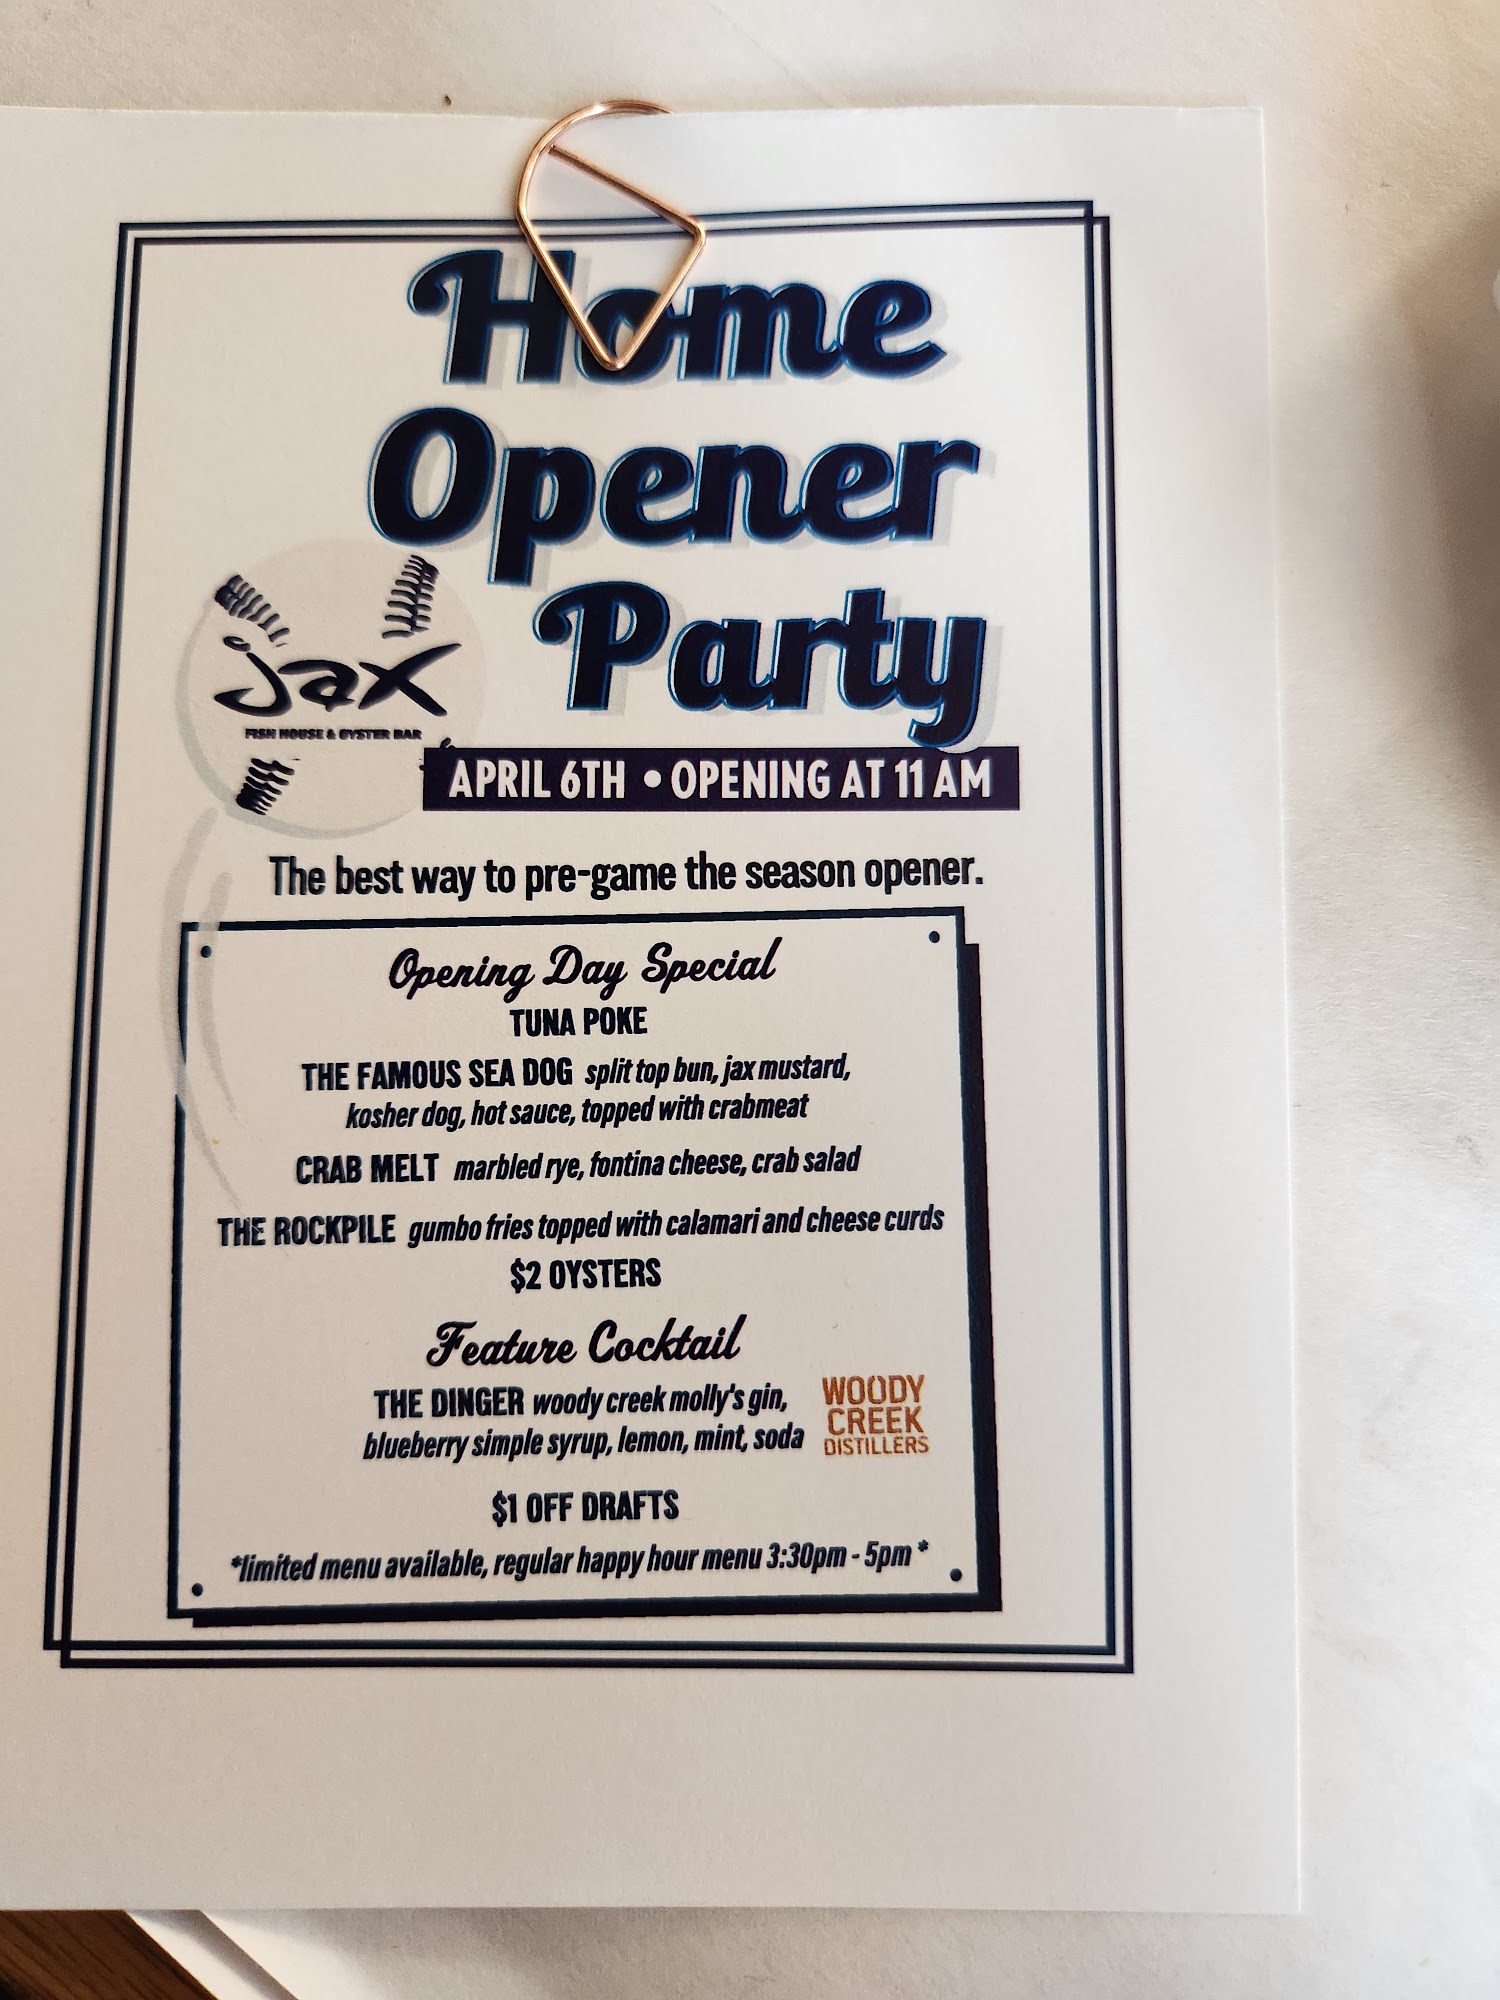 Home
Opener
Party
jax
FISH HOUSE & OYSTER BAR
APRIL 6TH • OPENING AT 11 AM
The best way to pre-game the season opener.
Opening Day Special
TUNA POKE
THE FAMOUS SEA DOG split top bun, jax mustard,
kosher dog, hot sauce, topped with crabmeat
CRAB MELT marbled rye, fontina cheese, crab salad
THE ROCKPILE gumbo fries topped with calamari and cheese curds
$2 OYSTERS
Feature Cocktail
THE DINGER woody creek molly's gin,
blueberry simple syrup, lemon, mint, soda
WOODY
CREEK
DISTILLERS
$1 OFF DRAFTS
*limited menu available, regular happy hour menu 3:30pm - 5pm*